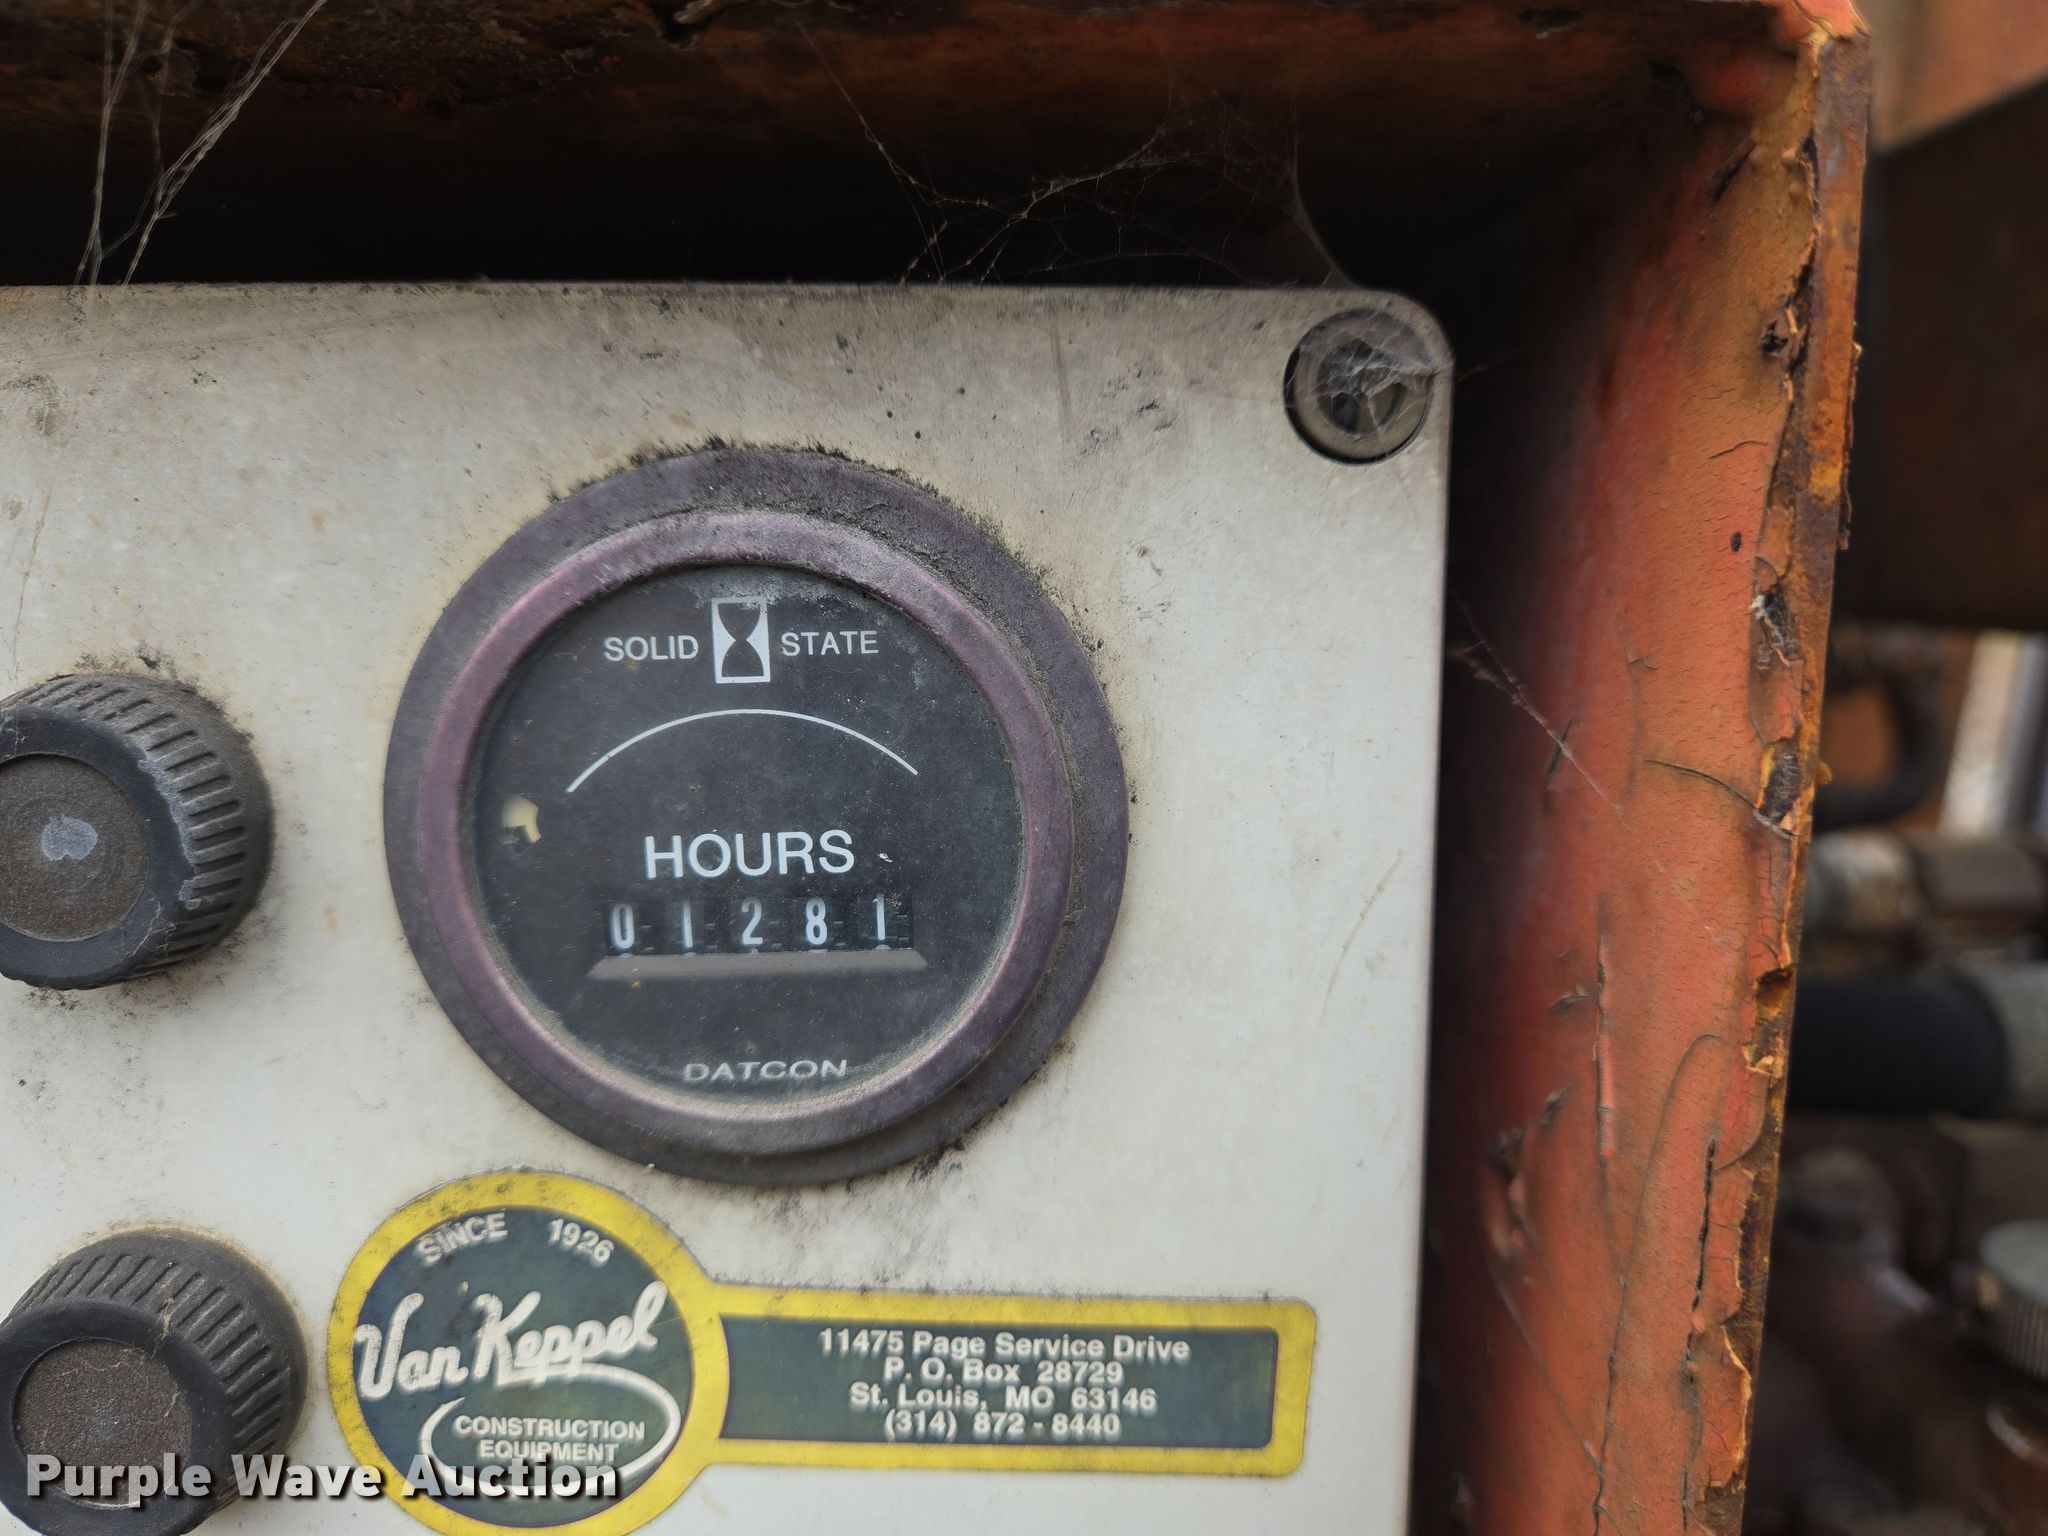 SOLID STATE
HOURS
01281
DATCON
SINCE 1926
Van Keppel
CONSTRUCTION
EQUIPMENT
11475 Page Service Drive
P. O. Box 28729
St. Louis, MO 63146
(314) 872 - 8440
Purple Wave Auction